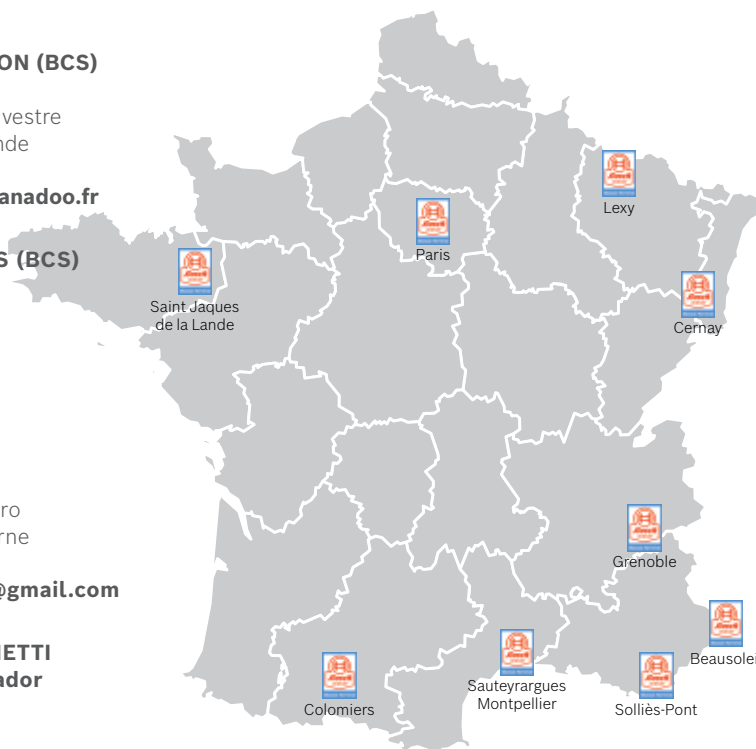 ON (BCS)
vestre
nde
anadoo.fr
S (BCS)
ro
rne
@gmail.com
IETTI
ador
Lexy
Paris
Saint Jaques
de la Lande
Cernay
Grenoble
Beausolei
Sauteyrargues
Montpellier
Solliès-Pont
Colomiers